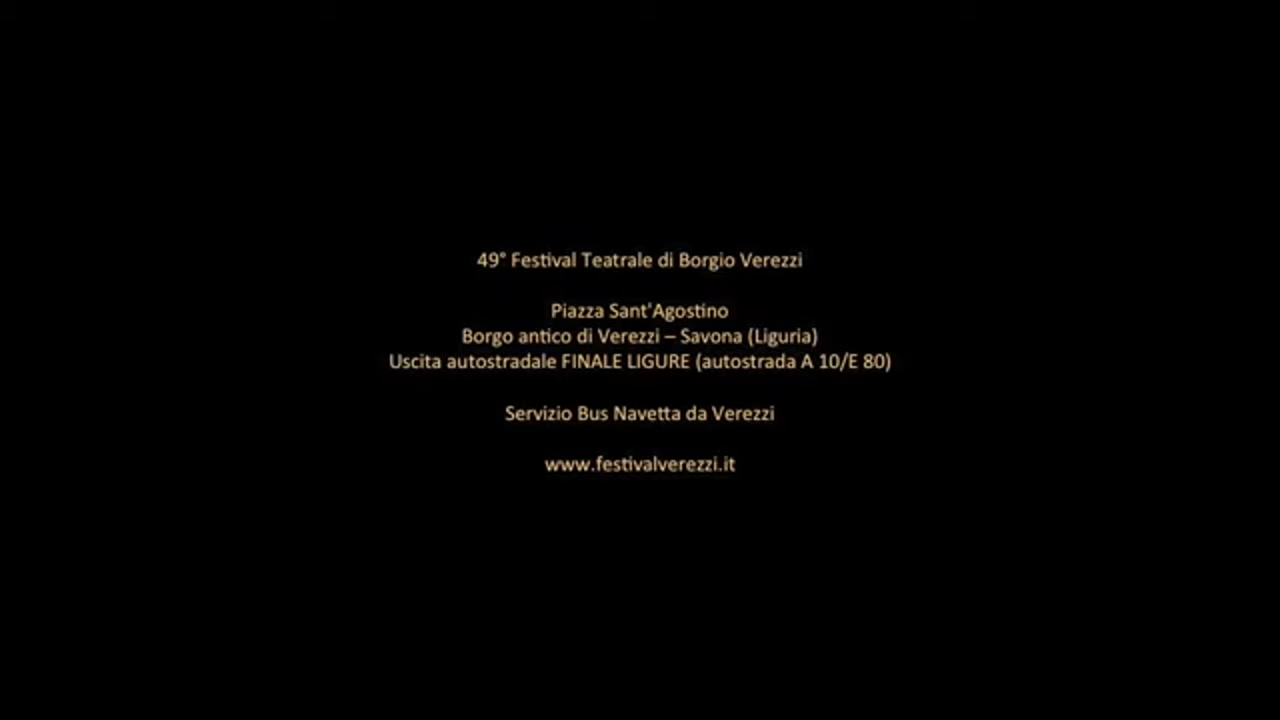 49° Festival Teatrale di Borgio Verezzi
Piazza Sant'Agostino
Borgo antico di Verezzi – Savona (Liguria)
Uscita autostradale FINALE LIGURE (autostrada A 10/E 80)
Servizio Bus Navetta da Verezzi
www.festivalverezzi.it